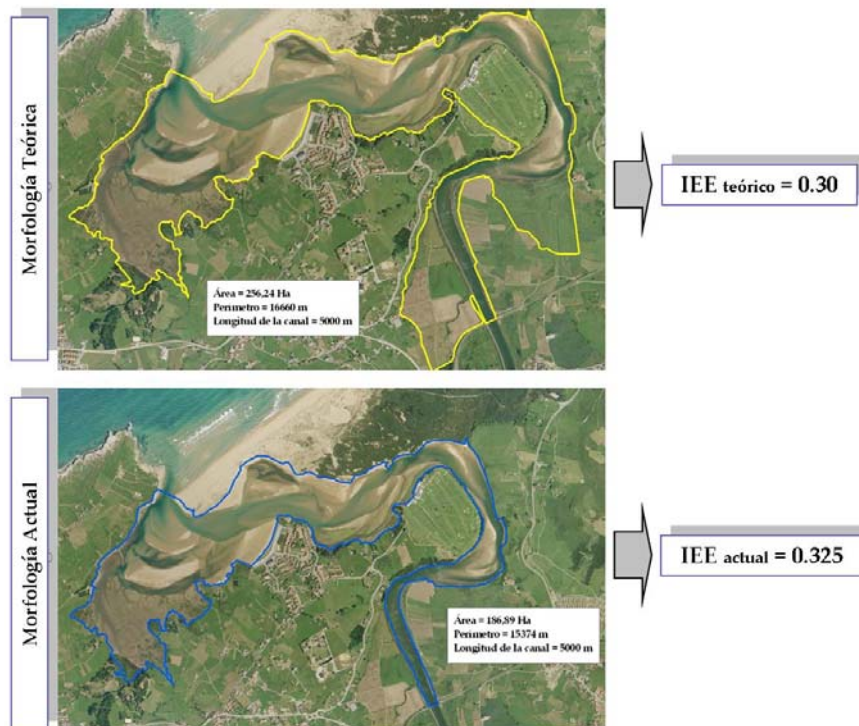 Morfología Teórica
Área = 256,24 Ha
Perímetro = 16660 m
Longitud de la canal = 5000 m
IEE teórico = 0.30
Morfología Actual
Área = 186,89 Ha
Perímetro = 15374 m
Longitud de la canal = 5000 m
IEE actual = 0.325